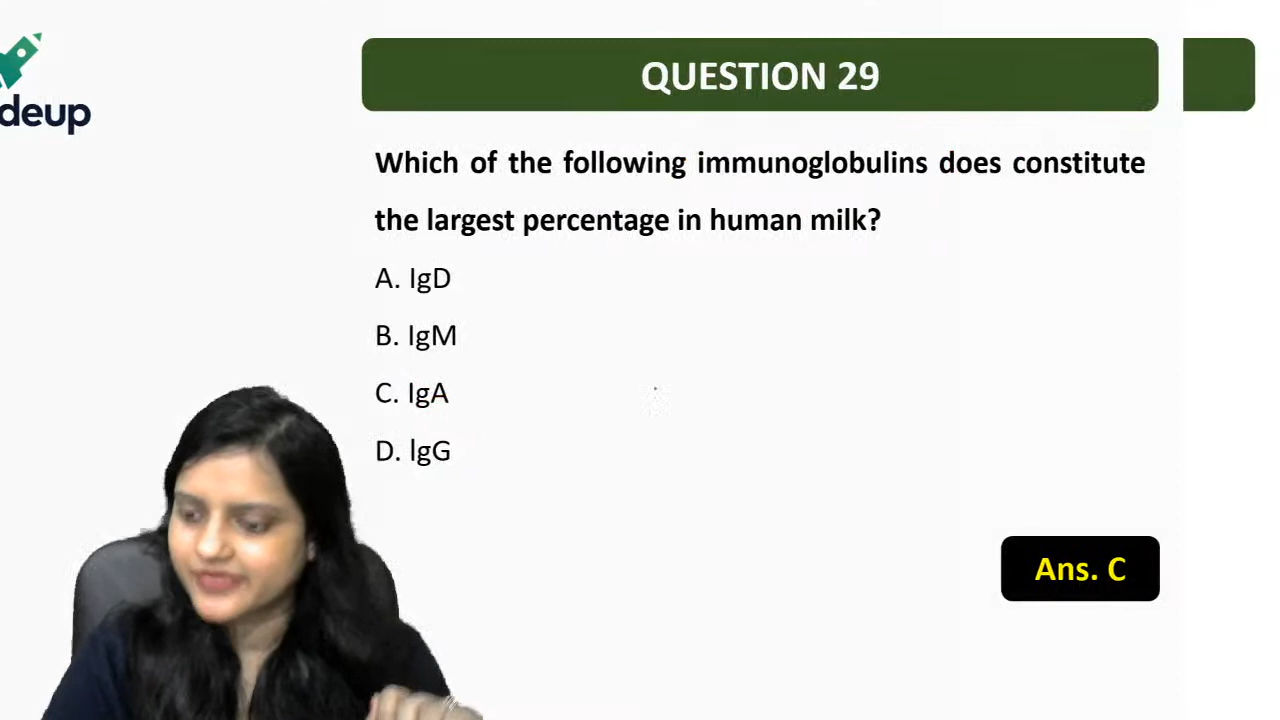 deup
QUESTION 29
Which of the following immunoglobulins does constitute
the largest percentage in human milk?
A. IgD
B. IgM
C. IgA
D. lgG
Ans. C